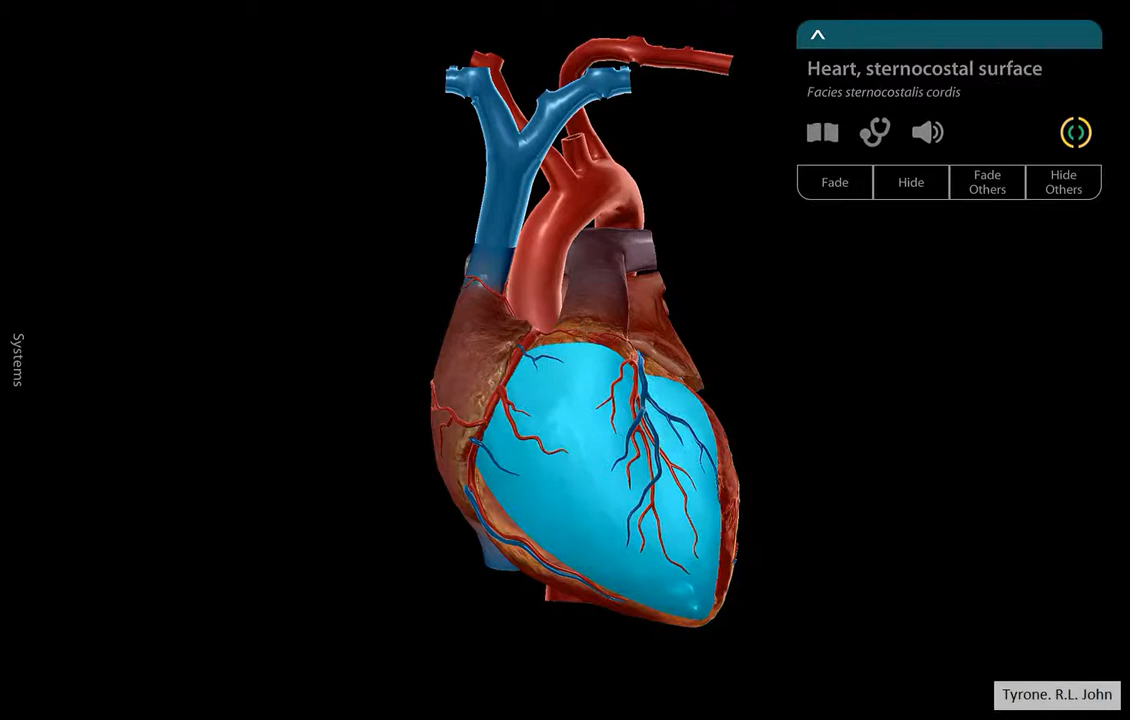 Heart, sternocostal surface
Facies sternocostalis cordis
Fade
Hide
Fade
Others
Hide
Others
Systems
Tyrone. R.L. John